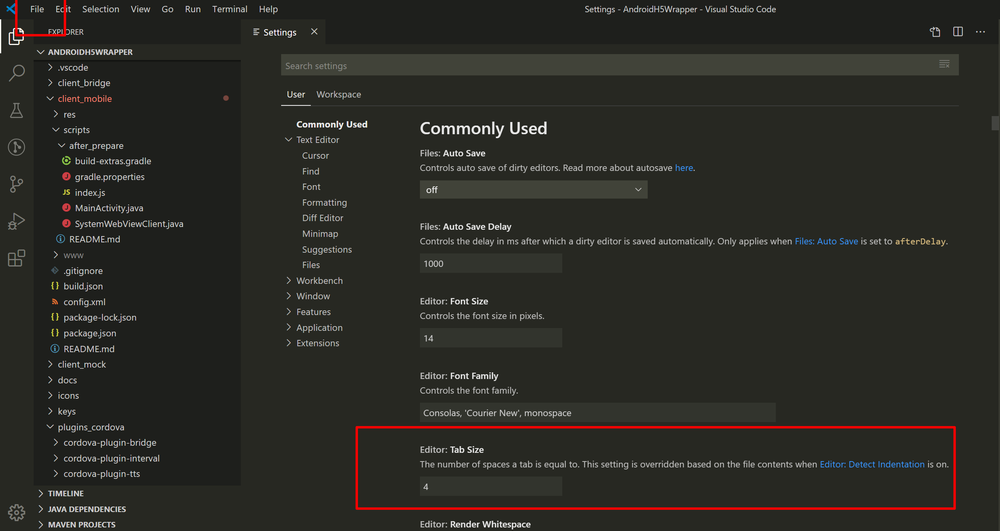 File Edit Selection View Go Run Terminal Help
Settings - AndroidH5Wrapper - Visual Studio Code
EXPLORER
ANDROIDH5WRAPPER
.vscode
client_bridge
client_mobile
res
scripts
after_prepare
build-extras.gradle
J gradle.properties
JS index.js
J MainActivity.java
J SystemWebViewClient.java
README.md
www
.gitignore
{} build.json
config.xml
{} package-lock.json
{} package.json
README.md
client_mock
docs
icons
keys
plugins_cordova
cordova-plugin-bridge
cordova-plugin-interval
cordova-plugin-tts
TIMELINE
JAVA DEPENDENCIES
MAVEN PROJECTS
Settings
Search settings
User Workspace
Commonly Used
Text Editor
Cursor
Find
Font
Formatting
Diff Editor
Minimap
Suggestions
Files
Workbench
Window
Features
Application
Extensions
Commonly Used
Files: Auto Save
Controls auto save of dirty editors. Read more about autosave here.
off
Files: Auto Save Delay
Controls the delay in ms after which a dirty editor is saved automatically. Only applies when Files: Auto Save is set to afterDelay.
1000
Editor: Font Size
Controls the font size in pixels.
14
Editor: Font Family
Controls the font family.
Consolas, 'Courier New', monospace
Editor: Tab Size
The number of spaces a tab is equal to. This setting is overridden based on the file contents when Editor: Detect Indentation is on.
4
Editor: Render Whitespace